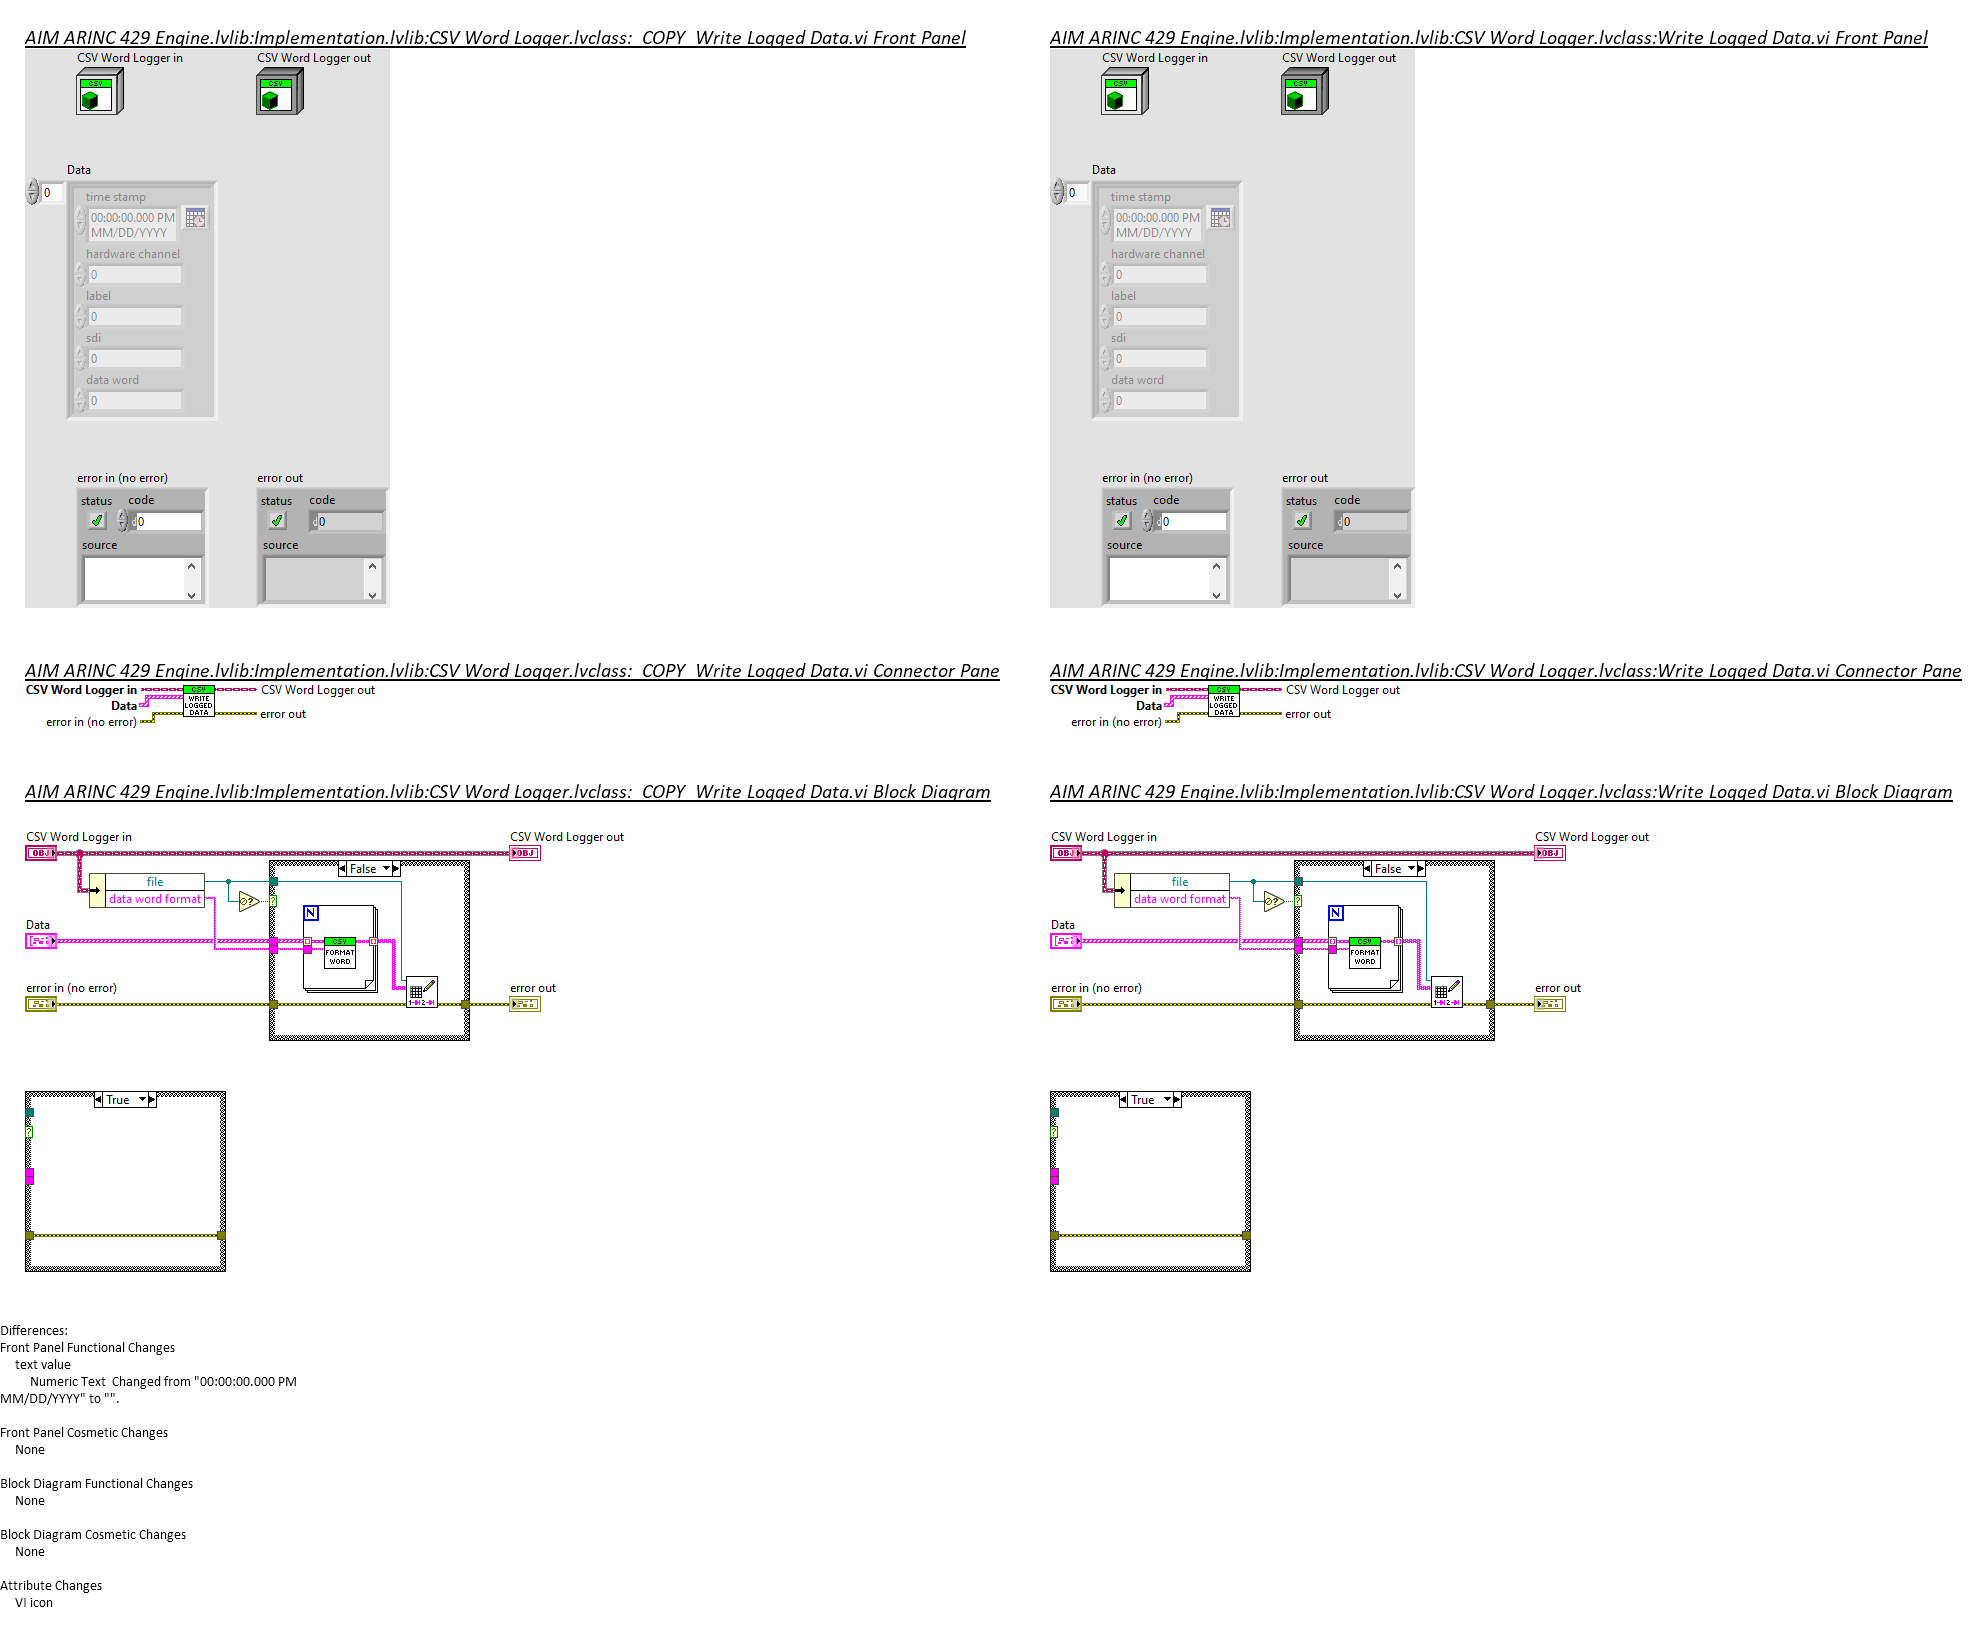 AIM ARINC 429 Engine.lvlib:Implementation.lvlib:CSV Word Logger.lvclass:  COPY  Write Logged Data.vi Front Panel
CSV Word Logger in
CSV Word Logger out
CSV
CSV
Data
0
time stamp
00:00:00.000 PM
MM/DD/YYYY
hardware channel
0
label
0
sdi
0
data word
0
error in (no error)
error out
status
code
status
code
d0
d0
source
source
AIM ARINC 429 Engine.lvlib:Implementation.lvlib:CSV Word Logger.lvclass:Write Logged Data.vi Front Panel
CSV Word Logger in
CSV Word Logger out
CSV
CSV
Data
0
time stamp
00:00:00.000 PM
MM/DD/YYYY
hardware channel
0
label
0
sdi
0
data word
0
error in (no error)
error out
status
code
status
code
d0
d0
source
source
AIM ARINC 429 Engine.lvlib:Implementation.lvlib:CSV Word Logger.lvclass:  COPY  Write Logged Data.vi Connector Pane
CSV Word Logger in
CSV Word Logger out
Data
error in (no error)
error out
CSV
WRITE
LOGGED
DATA
AIM ARINC 429 Engine.lvlib:Implementation.lvlib:CSV Word Logger.lvclass:Write Logged Data.vi Connector Pane
CSV Word Logger in
CSV Word Logger out
Data
error in (no error)
error out
CSV
WRITE
LOGGED
DATA
AIM ARINC 429 Engine.lvlib:Implementation.lvlib:CSV Word Logger.lvclass:  COPY  Write Logged Data.vi Block Diagram
CSV Word Logger in
CSV Word Logger out
OBJ
OBJ
False
file
data word format
?
?
N
Data
CSV
FORMAT
WORD
error in (no error)
error out
1 2
True
?
AIM ARINC 429 Engine.lvlib:Implementation.lvlib:CSV Word Logger.lvclass:Write Logged Data.vi Block Diagram
CSV Word Logger in
CSV Word Logger out
OBJ
OBJ
False
file
data word format
?
?
N
Data
CSV
FORMAT
WORD
error in (no error)
error out
1 2
True
?
Differences:
Front Panel Functional Changes
text value
Numeric Text  Changed from "00:00:00.000 PM
MM/DD/YYYY" to "".
Front Panel Cosmetic Changes
None
Block Diagram Functional Changes
None
Block Diagram Cosmetic Changes
None
Attribute Changes
VI icon